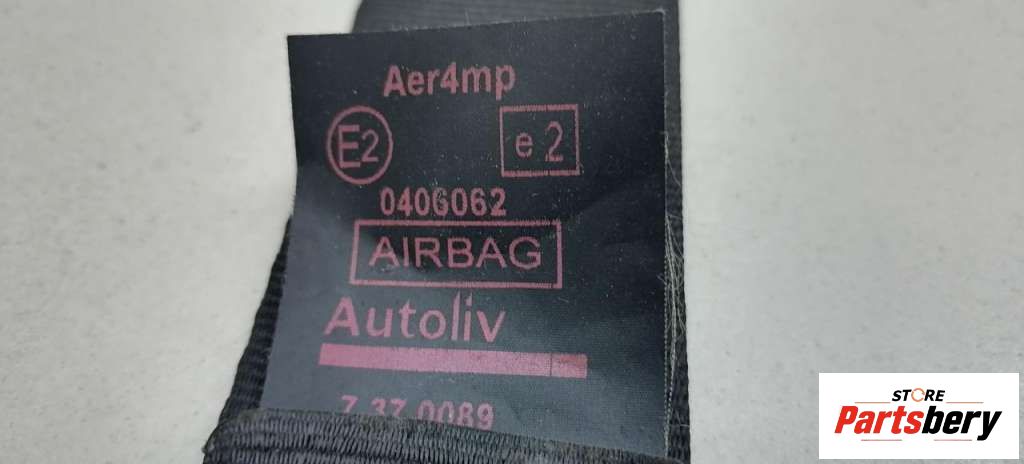 Aer4mp
E2 e 2
0406062
AIRBAG
Autoliv
7 37 0089
STORE
Partsbery